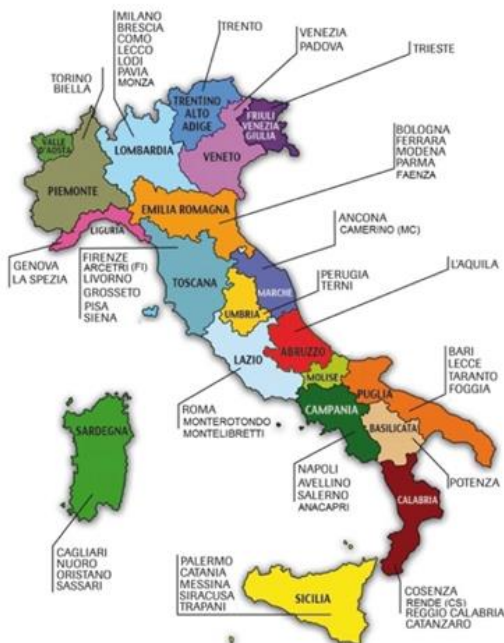 MILANO
BRESCIA
COMO
LECCO
LODI
PAVIA
MONZA
TRENTO
VENEZIA
PADOVA
TRIESTE
TORINO
BIELLA
TRENTINO
ALTO
ADIGE
FRIULI
VENEZIA
GIULIA
VALLE
D'AOSTA
LOMBARDIA
VENETO
PIEMONTE
BOLOGNA
FERRARA
MODENA
PARMA
FAENZA
EMILIA ROMAGNA
LIGURIA
ANCONA
CAMERINO (MC)
GENOVA
LA SPEZIA
FIRENZE
ARCETRI (FI)
LIVORNO
GROSSETO
PISA
SIENA
TOSCANA
MARCHE
PERUGIA
TERNI
L'AQUILA
UMBRIA
LAZIO
ABRUZZO
MOLISE
BARI
LECCE
TARANTO
FOGGIA
PUGLIA
ROMA
MONTEROTONDO
MONTELIBRETTI
CAMPANIA
BASILICATA
SARDEGNA
NAPOLI
AVELLINO
SALERNO
ANACAPRI
POTENZA
CALABRIA
CAGLIARI
NUORO
ORISTANO
SASSARI
PALERMO
CATANIA
MESSINA
SIRACUSA
TRAPANI
SICILIA
COSENZA
RENDE (CS)
REGGIO CALABRIA
CATANZARO